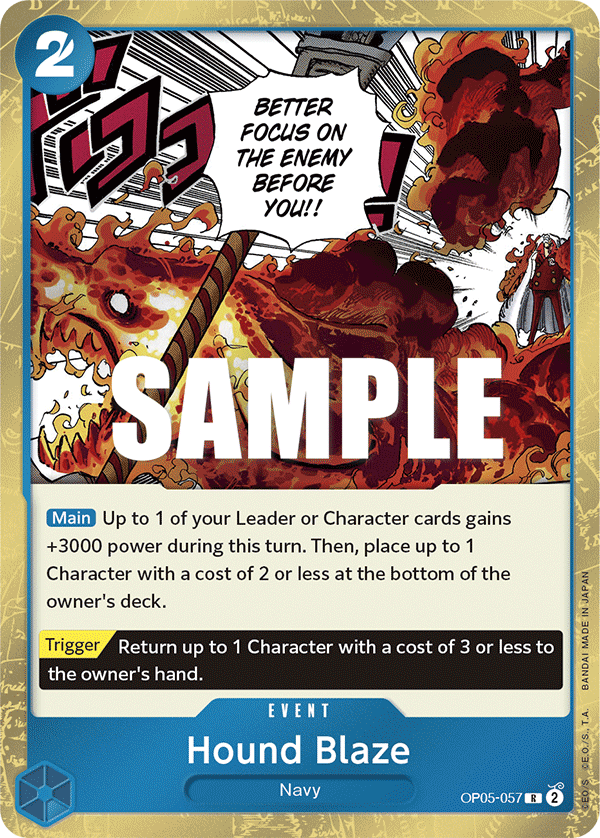 2
BETTER
FOCUS ON
THE ENEMY
BEFORE
YOU!!
SAMPLE
Main Up to 1 of your Leader or Character cards gains
+3000 power during this turn. Then, place up to 1
Character with a cost of 2 or less at the bottom of the
owner's deck.
Trigger Return up to 1 Character with a cost of 3 or less to
the owner's hand.
EVENT
Hound Blaze
Navy
OP05-057 R 2
©E.O./S., T.A. BANDAI MADE IN JAPAN